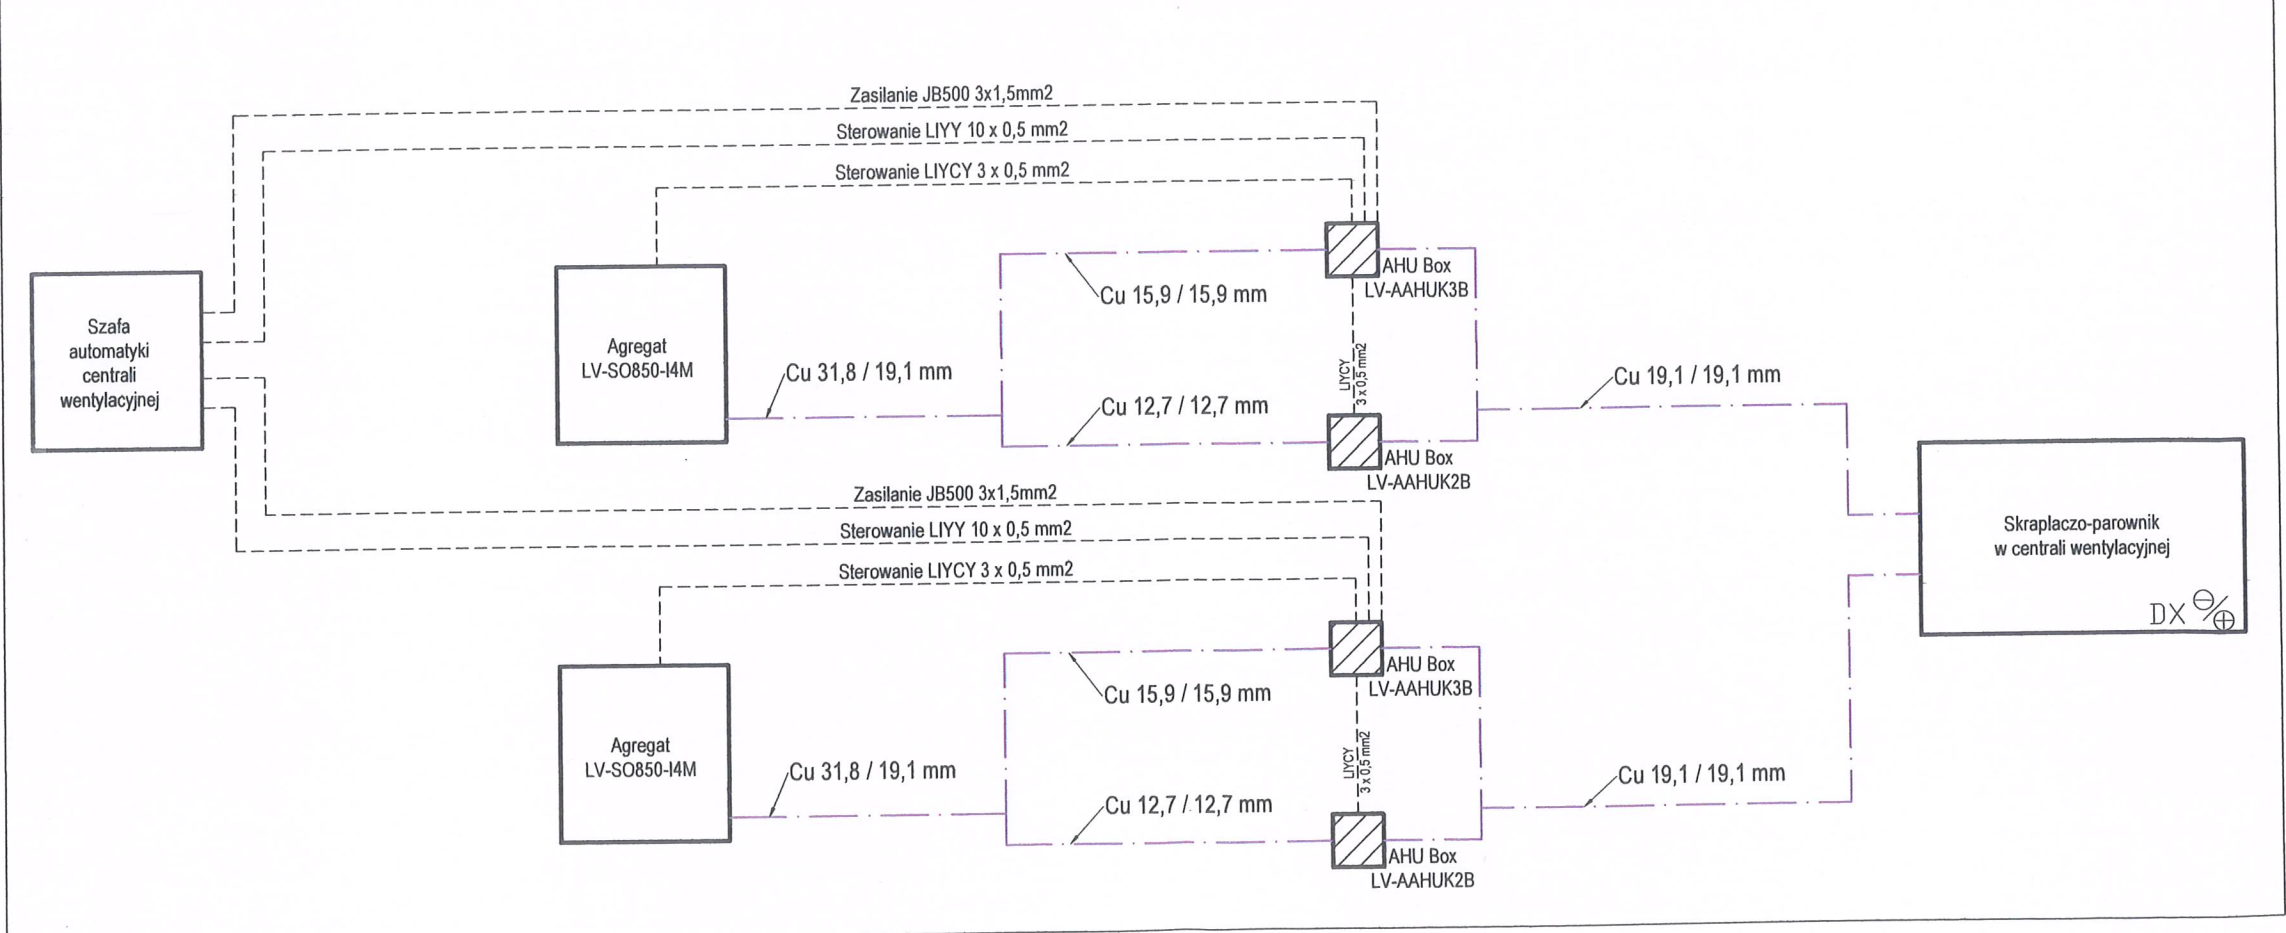 Zasilanie JB500 3x1,5mm2
Sterowanie LIYY 10 x 0,5 mm2
Sterowanie LIYCY 3 x 0,5 mm2
Szafa
automatyki
centrali
wentylacyjnej
Agregat
LV-SO850-I4M
Cu 31,8 / 19,1 mm
Cu 15,9 / 15,9 mm
Cu 12,7 / 12,7 mm
AHU Box
LV-AAHUK3B
LIYCY
3 x 0,5 mm2
AHU Box
LV-AAHUK2B
Cu 19,1 / 19,1 mm
Zasilanie JB500 3x1,5mm2
Sterowanie LIYY 10 x 0,5 mm2
Sterowanie LIYCY 3 x 0,5 mm2
Agregat
LV-SO850-I4M
Cu 31,8 / 19,1 mm
Cu 15,9 / 15,9 mm
Cu 12,7 / 12,7 mm
AHU Box
LV-AAHUK3B
LIYCY
3 x 0,5 mm2
AHU Box
LV-AAHUK2B
Cu 19,1 / 19,1 mm
Skraplaczo-parownik
w centrali wentylacyjnej
DX